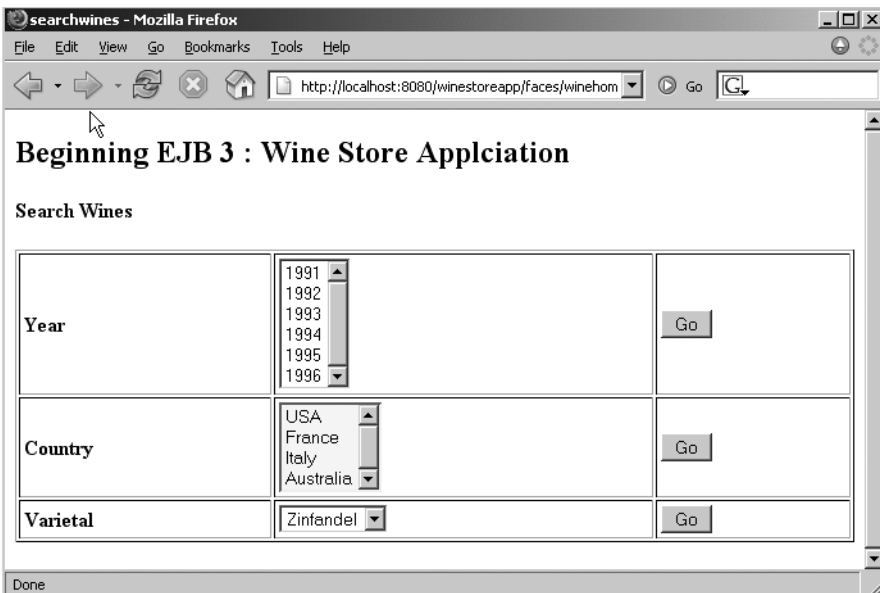 searchwines - Mozilla Firefox
File Edit View Go Bookmarks Tools Help
http://localhost:8080/winestoreapp/faces/winehom Go G
Beginning EJB 3 : Wine Store Applciation
Search Wines
Year
1991
1992
1993
1994
1995
1996
Go
Country
USA
France
Italy
Australia
Go
Varietal Zinfandel Go
Done